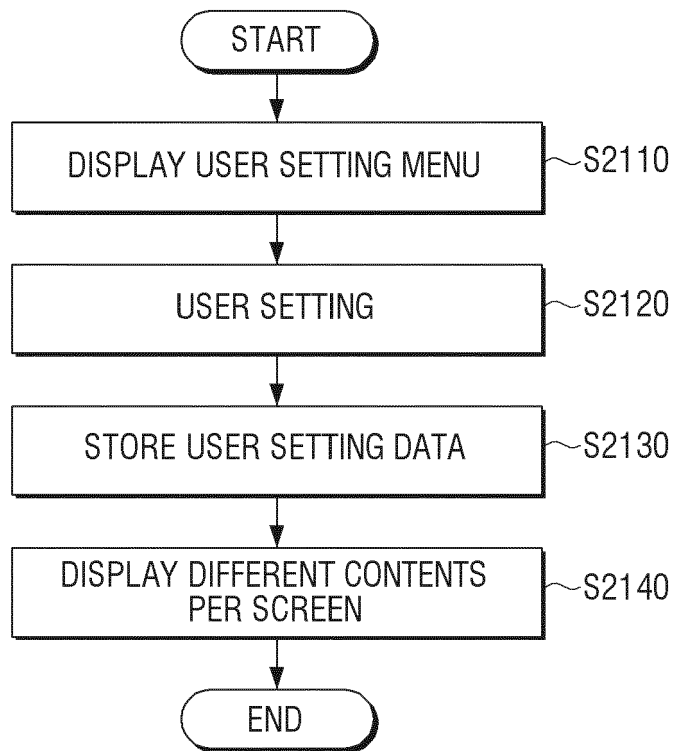 START
DISPLAY USER SETTING MENU
S2110
USER SETTING
S2120
STORE USER SETTING DATA
S2130
DISPLAY DIFFERENT CONTENTS
PER SCREEN
S2140
END